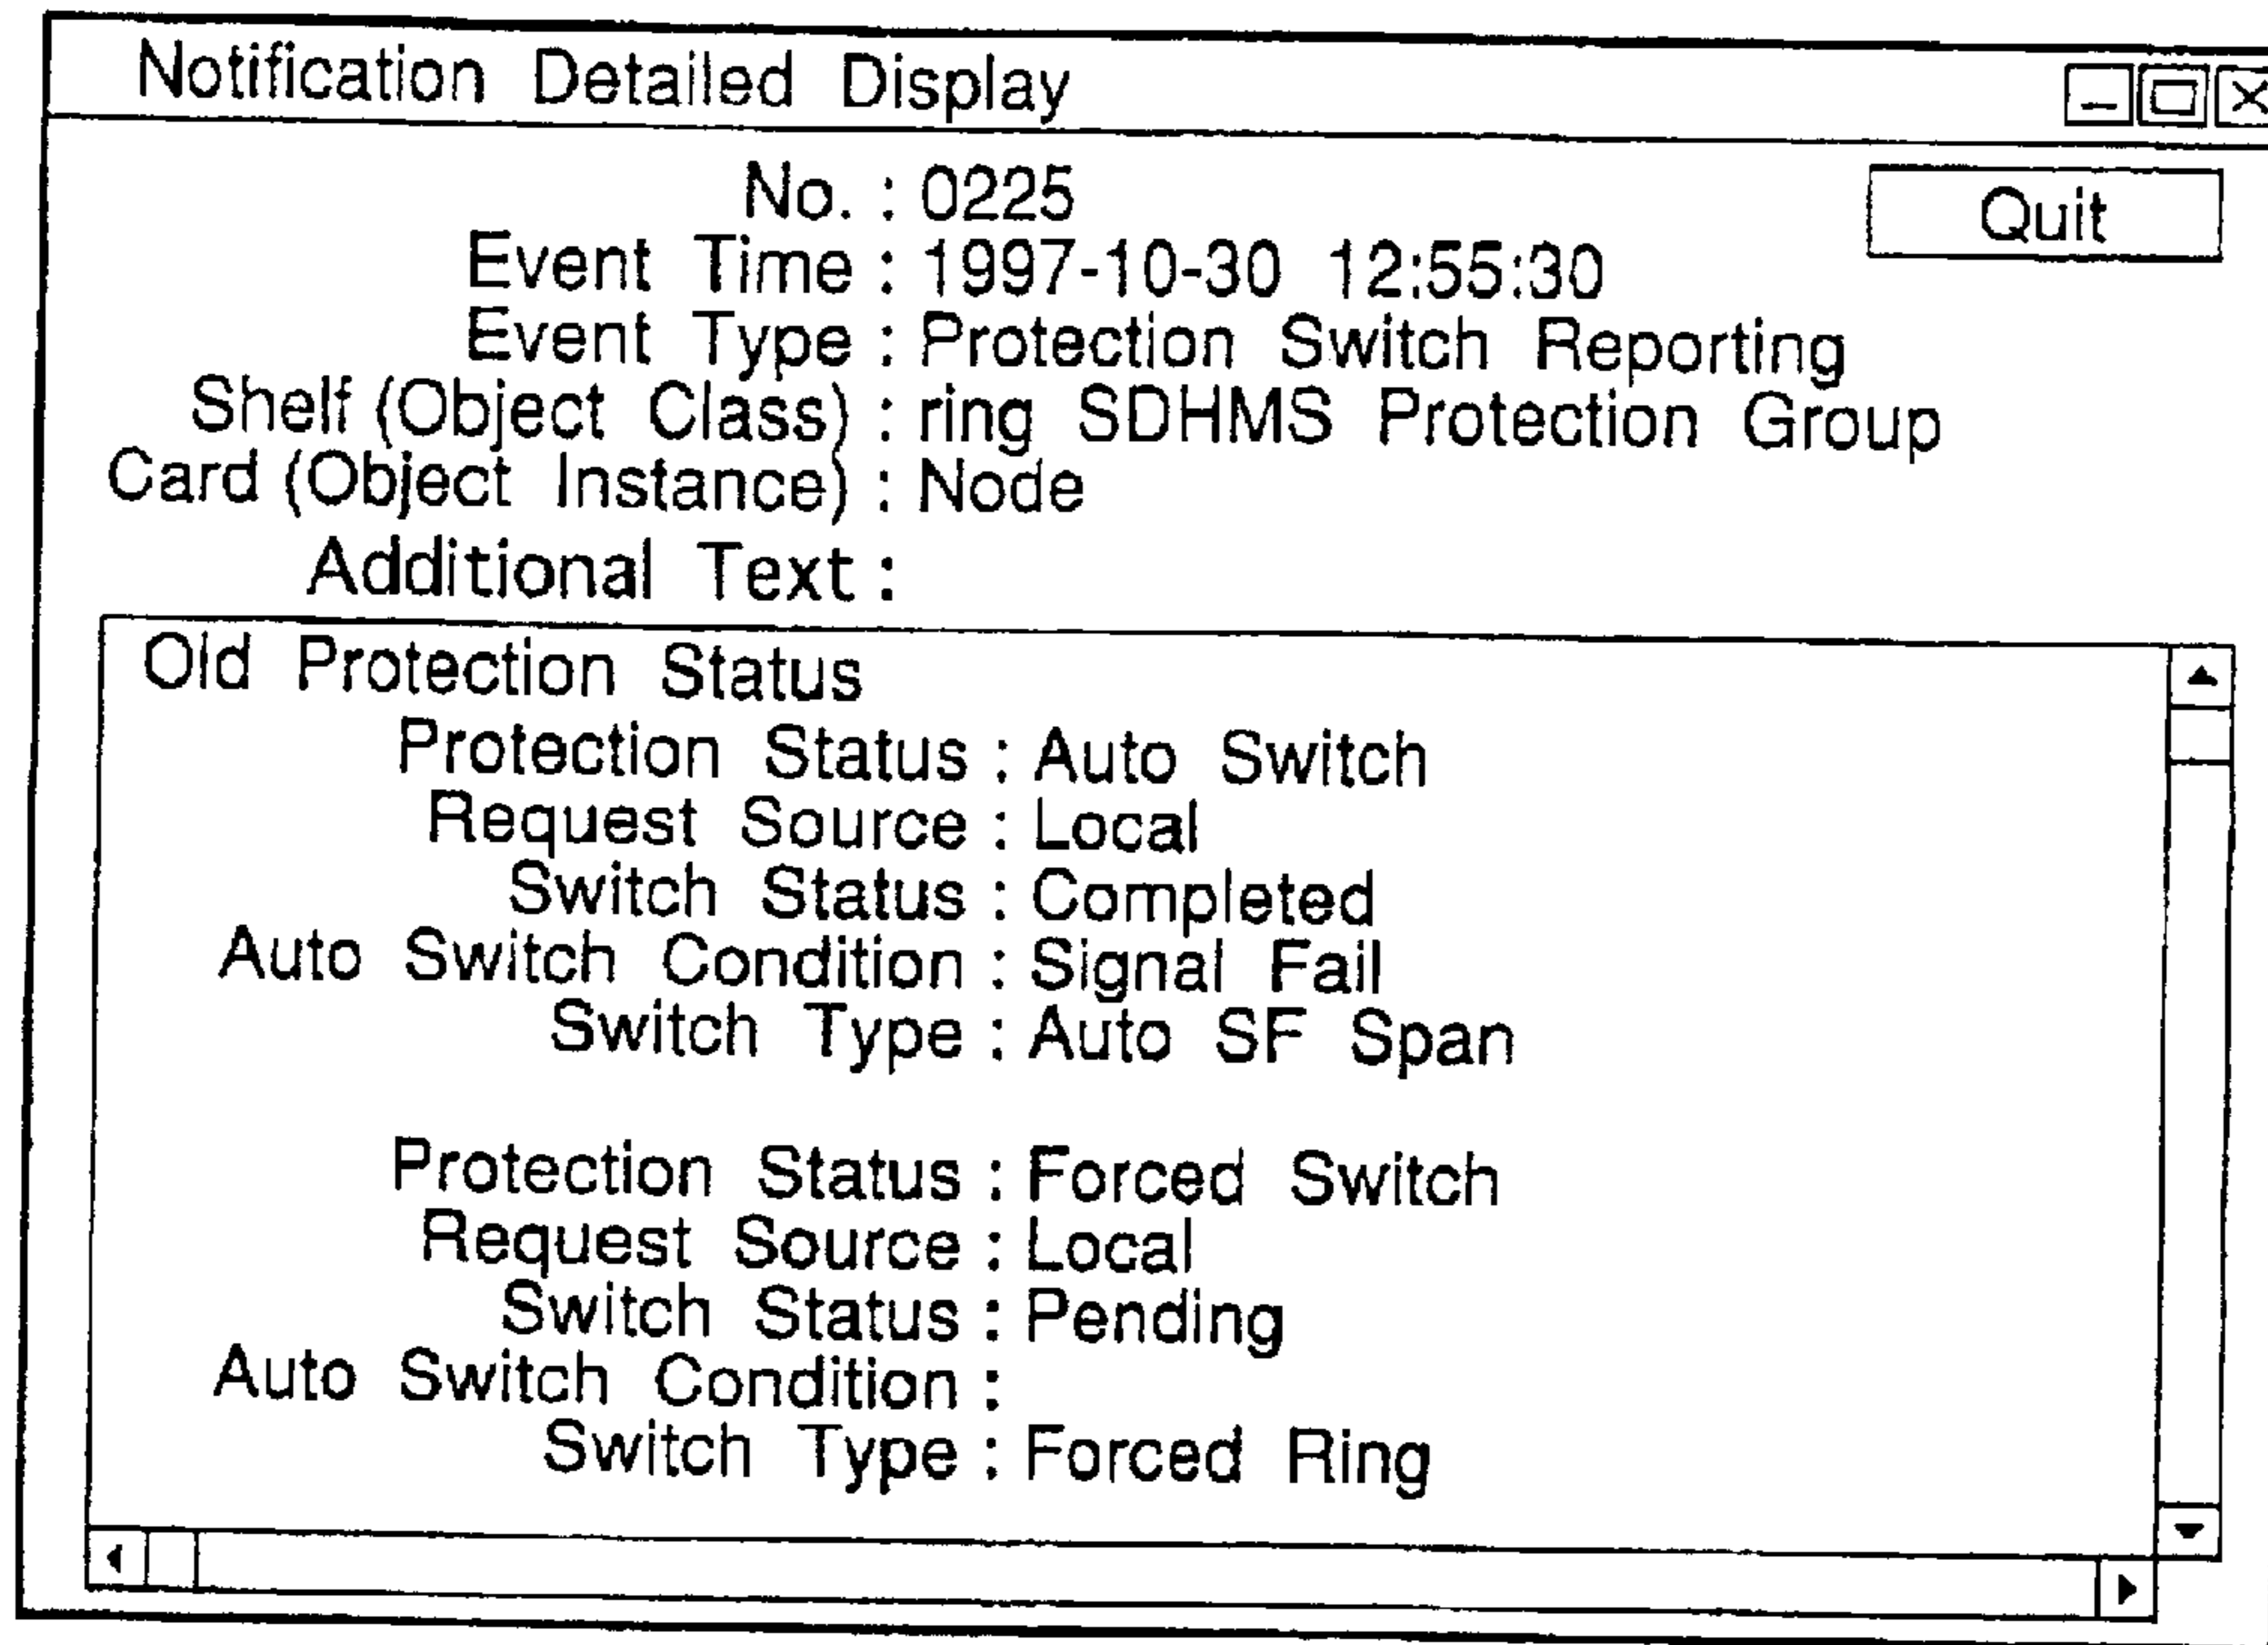 Notification Detailed Display
No. : 0225
Quit
Event Time : 1997-10-30 12:55:30
Event Type : Protection Switch Reporting
Shelf (Object Class) : ring SDHMS Protection Group
Card (Object Instance) : Node
Additional Text :
Old Protection Status
Protection Status : Auto Switch
Request Source : Local
Switch Status : Completed
Auto Switch Condition : Signal Fail
Switch Type : Auto SF Span
Protection Status : Forced Switch
Request Source : Local
Switch Status : Pending
Auto Switch Condition :
Switch Type : Forced Ring